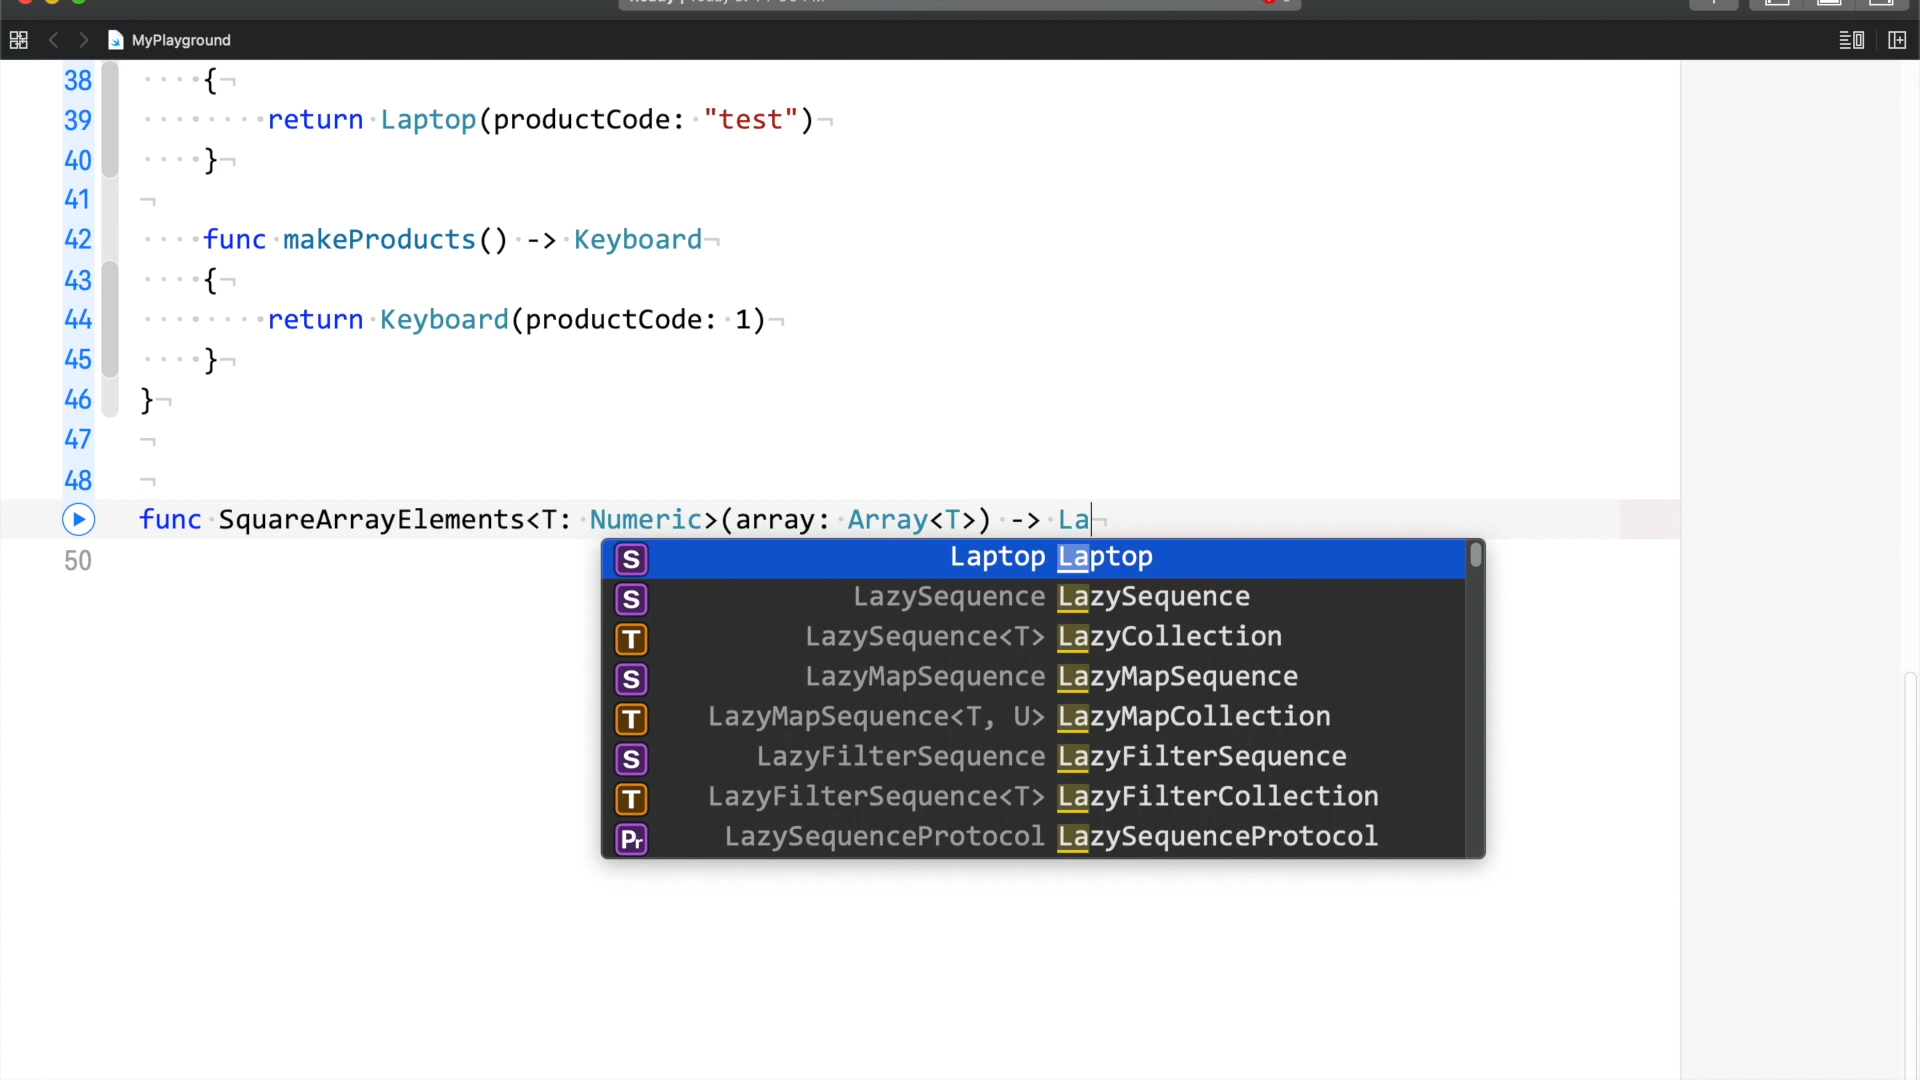 MyPlayground
38 {
39 return Laptop(productCode: "test")
40 }
41
42 func makeProducts() -> Keyboard
43 {
44 return Keyboard(productCode: 1)
45 }
46 }
47
48
func SquareArrayElements<T: Numeric>(array: Array<T>) -> La
50
S Laptop Laptop
S LazySequence LazySequence
T LazySequence<T> LazyCollection
S LazyMapSequence LazyMapSequence
T LazyMapSequence<T, U> LazyMapCollection
S LazyFilterSequence LazyFilterSequence
T LazyFilterSequence<T> LazyFilterCollection
Pr LazySequenceProtocol LazySequenceProtocol